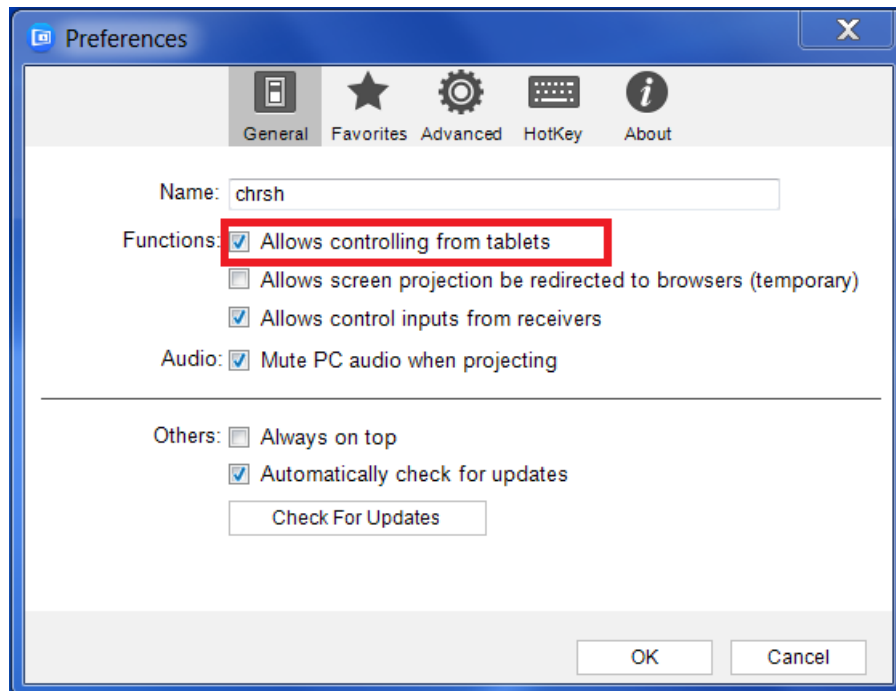 Preferences
X
General Favorites Advanced HotKey About
Name: chrsh
Functions: Allows controlling from tablets
Allows screen projection be redirected to browsers (temporary)
Allows control inputs from receivers
Audio: Mute PC audio when projecting
Others: Always on top
Automatically check for updates
Check For Updates
OK Cancel